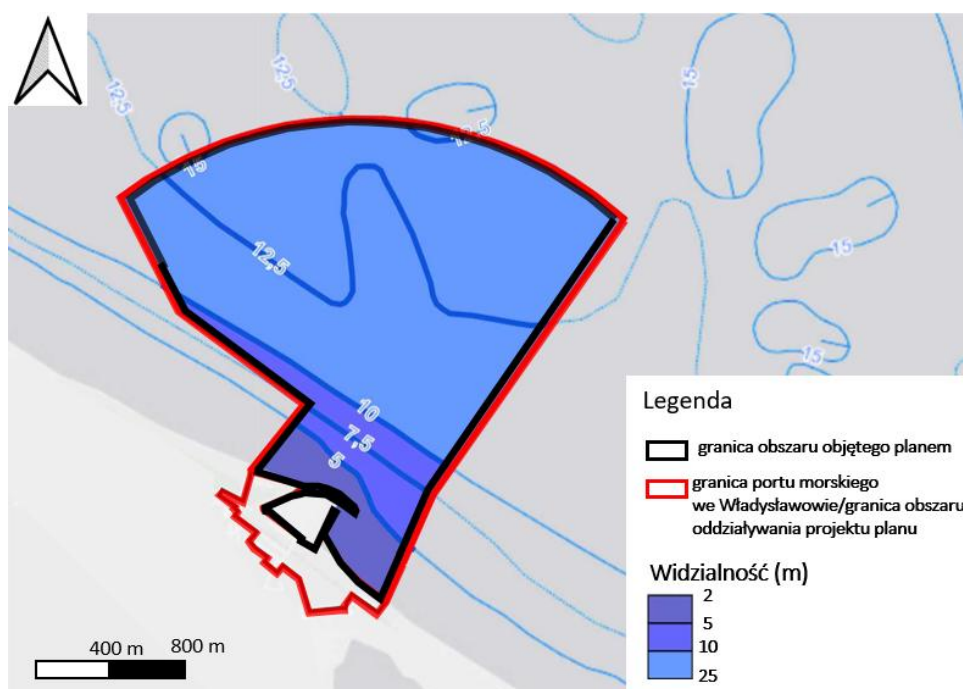 12,5
12,5
15
12,5
15
15
12,5
15
10
7,5
5
Legenda
granica obszaru objętego planem
granica portu morskiego
we Władysławowie/granica obszaru
oddziaływania projektu planu
Widzialność (m)
2
5
10
25
400 m 800 m